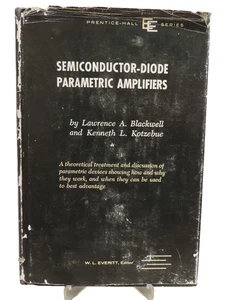 PRENTICE-HALL EE SERIES
SEMICONDUCTOR-DIODE
PARAMETRIC AMPLIFIERS
by Lawrence A. Blackwell
and Kenneth L. Kotzebue
A theoretical treatment and discussion of
parametric devices showing how and why
they work, and when they can be used
to best advantage
W. L. EVERITT, Editor